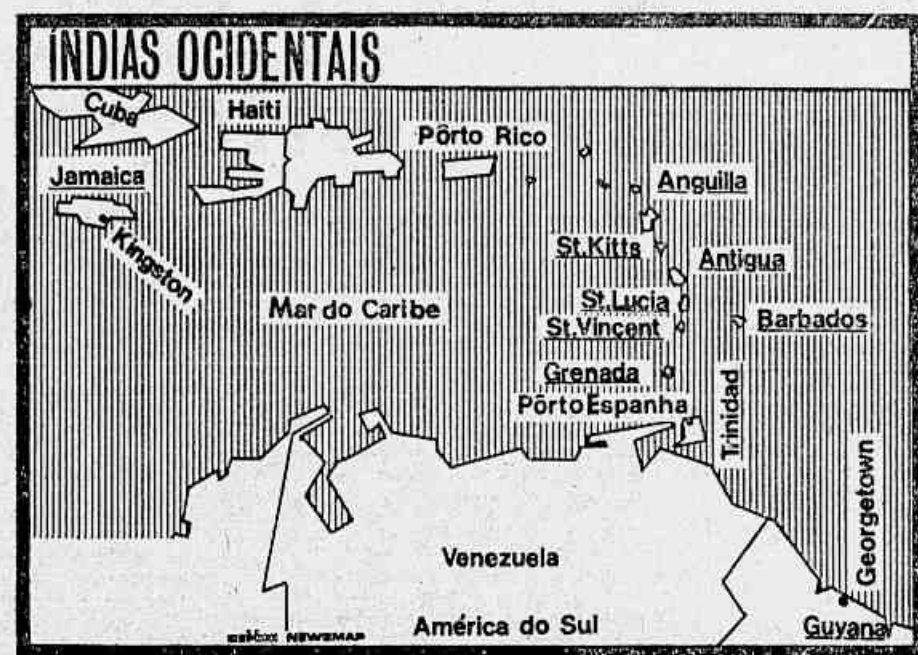 ÍNDIAS OCIDENTAIS
Cuba
Haiti
Pôrto Rico
Jamaica
Anguilla
Kingston
St.Kitts
Antigua
Mar do Caribe
St.Lucia
St.Vinçent
Barbados
Grenada
Pôrto Espanha
Trinidad
Georgetown
Venezuela
América do Sul
Guyana
NEWSMAP